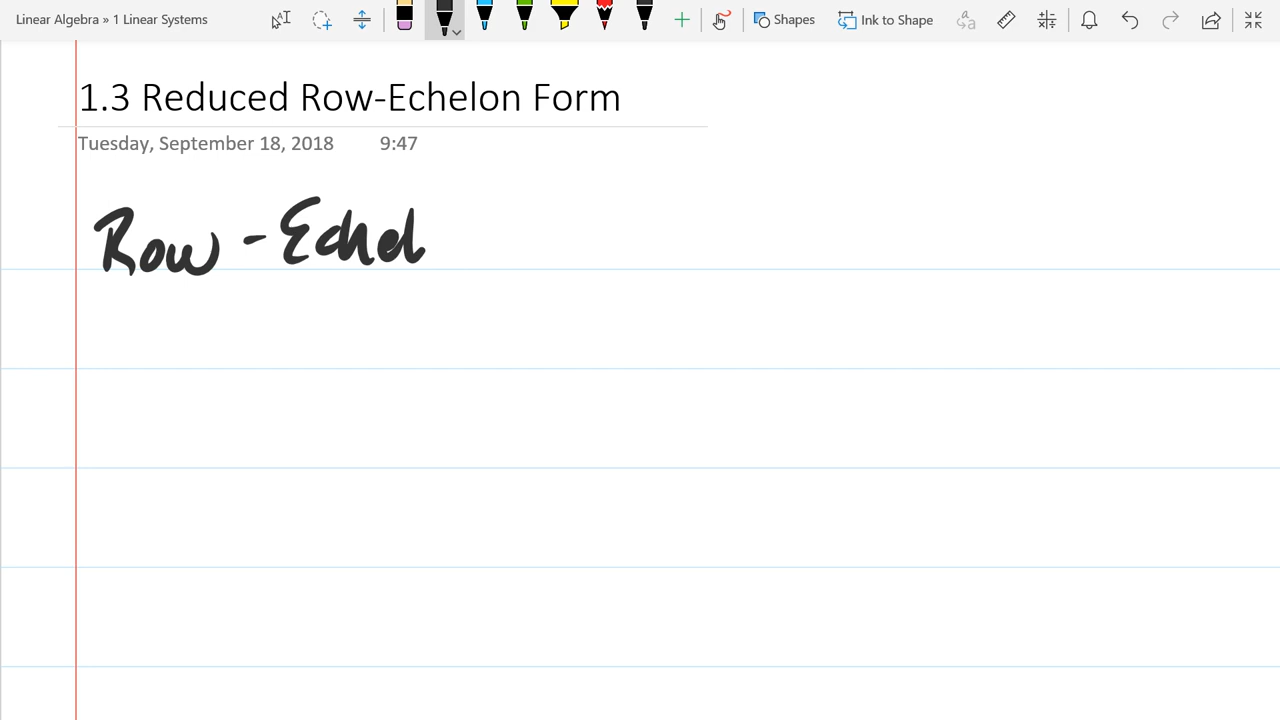 Linear Algebra » 1 Linear Systems
Shapes
Ink to Shape
1.3 Reduced Row-Echelon Form
Tuesday, September 18, 2018 9:47
Row - Echel